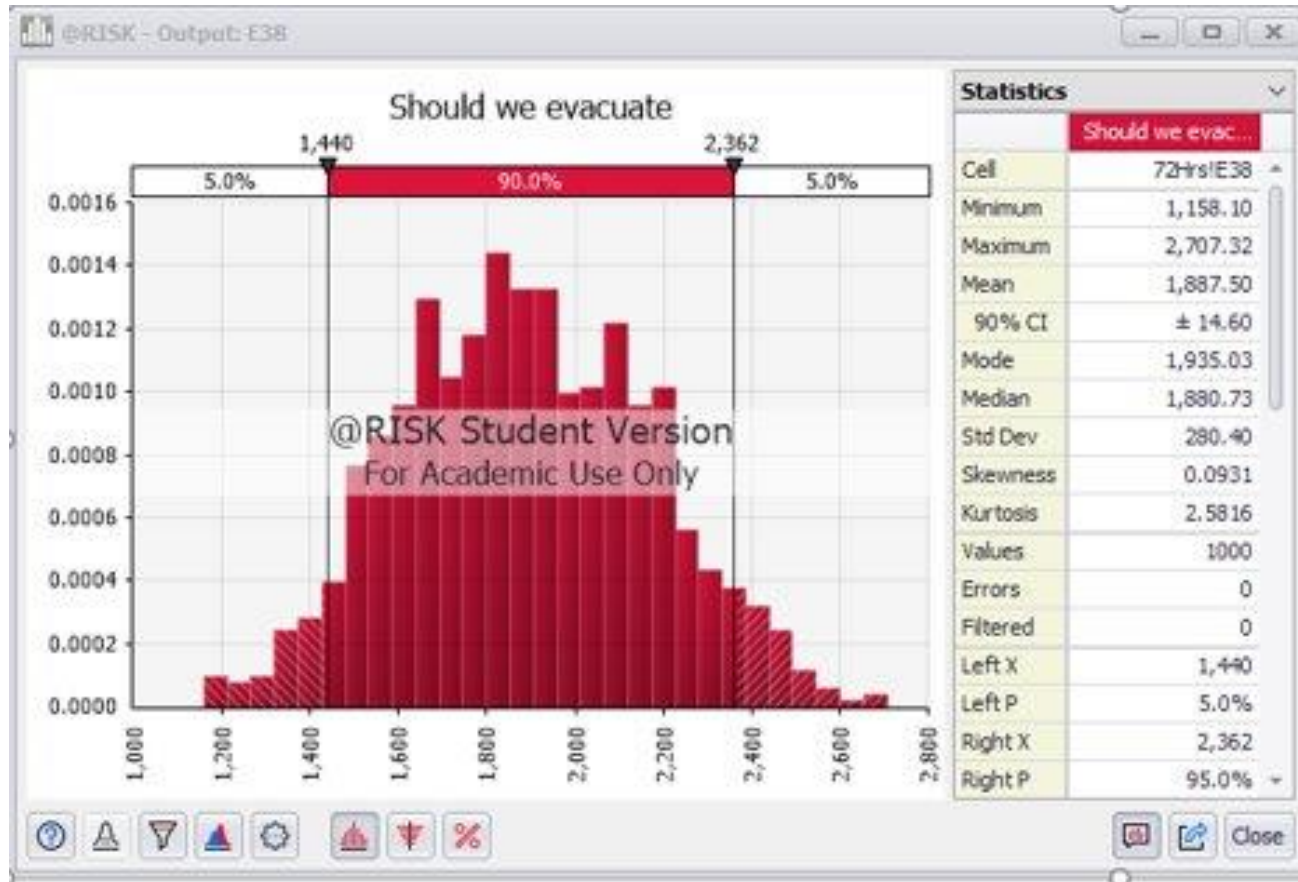 @RISK - Output: E38
Should we evacuate
1,440 2,362
5.0% 90.0% 5.0%
0.0016
0.0014
0.0012
0.0010
0.0008
0.0006
0.0004
0.0002
0.0000
@RISK Student Version
For Academic Use Only
1,000 1,200 1,400 1,600 1,800 2,000 2,200 2,400 2,600 2,800
Statistics
Should we evac...
Cell 72Hrs!E38
Minimum 1,158.10
Maximum 2,707.32
Mean 1,887.50
90% CI ± 14.60
Mode 1,935.03
Median 1,880.73
Std Dev 280.40
Skewness 0.0931
Kurtosis 2.5816
Values 1000
Errors 0
Filtered 0
Left X 1,440
Left P 5.0%
Right X 2,362
Right P 95.0%
? % Close